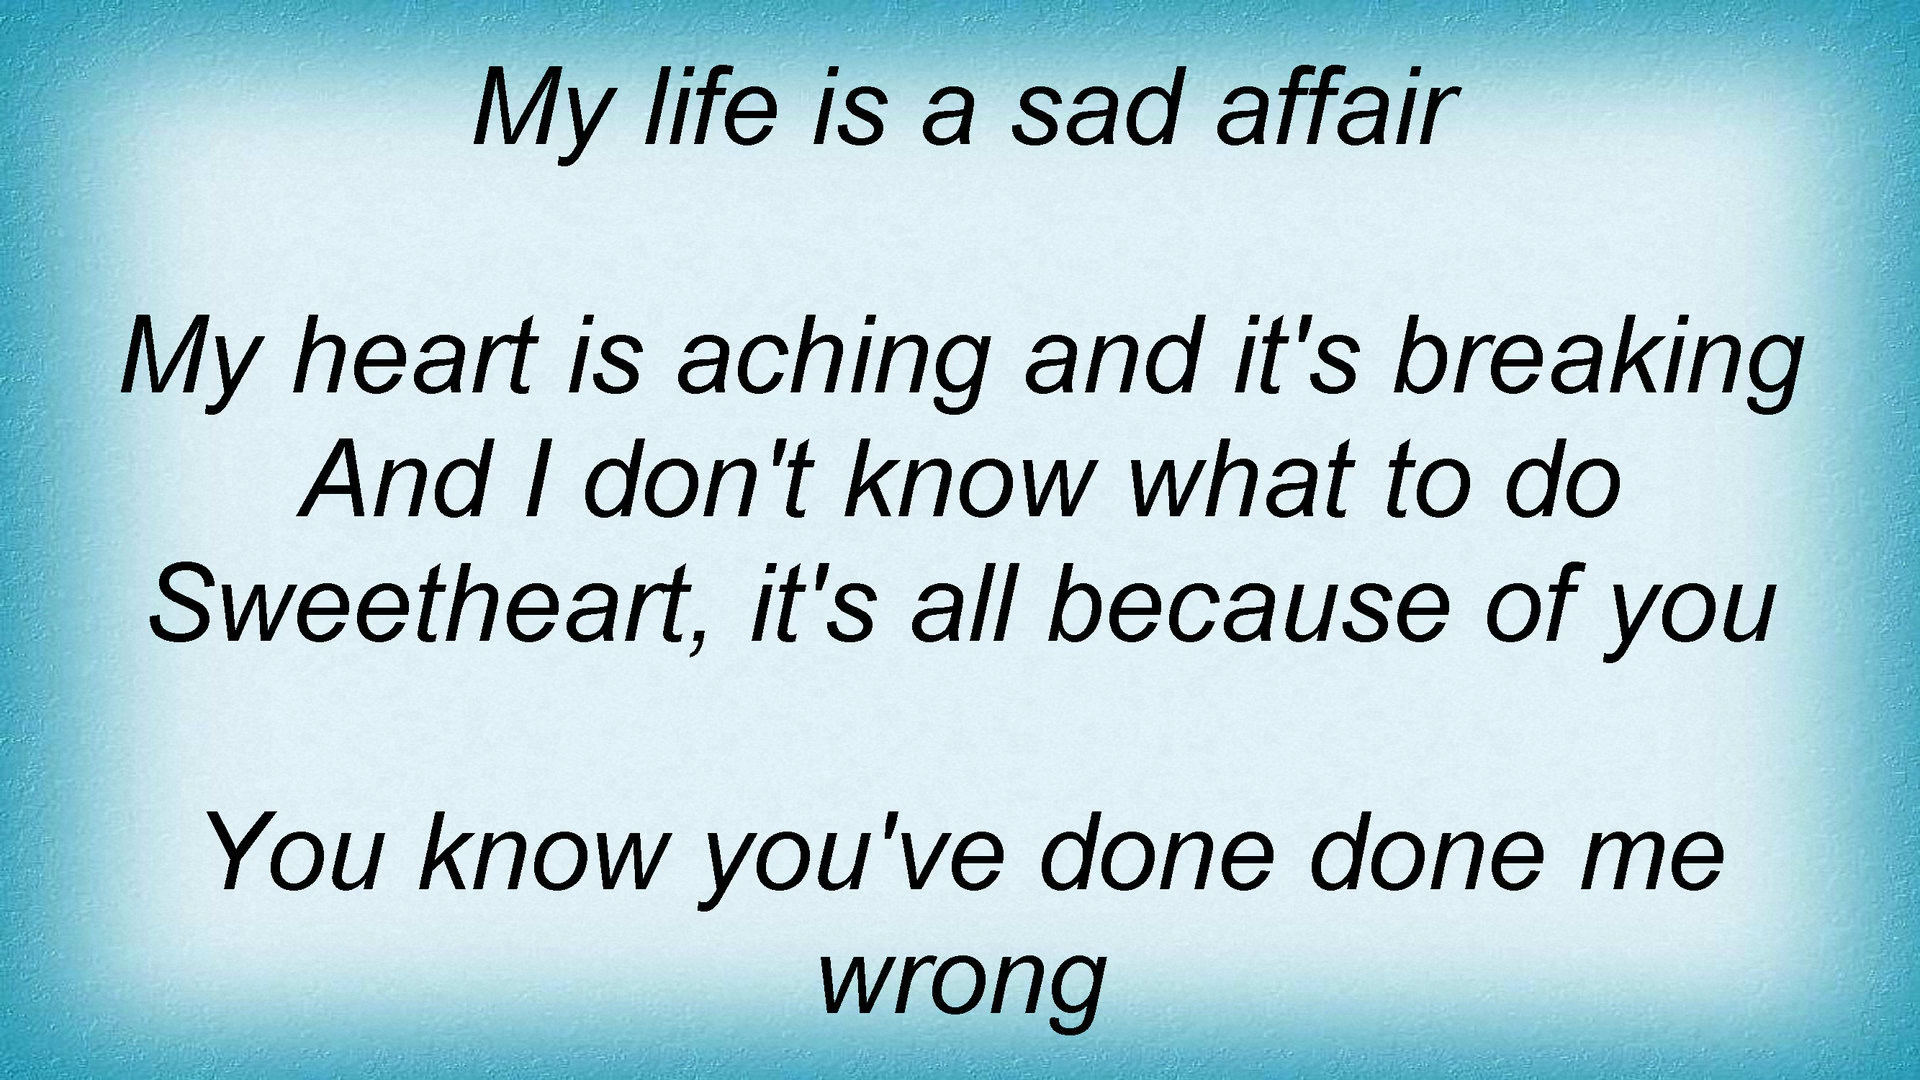 My life is a sad affair
My heart is aching and it's breaking
And I don't know what to do
Sweetheart, it's all because of you
You know you've done done me
wrong